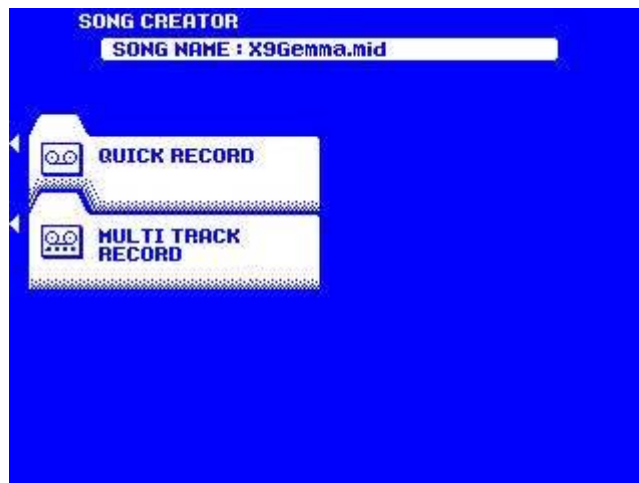 SONG CREATOR
SONG NAME : X9Gemma.mid
QUICK RECORD
MULTI TRACK
RECORD